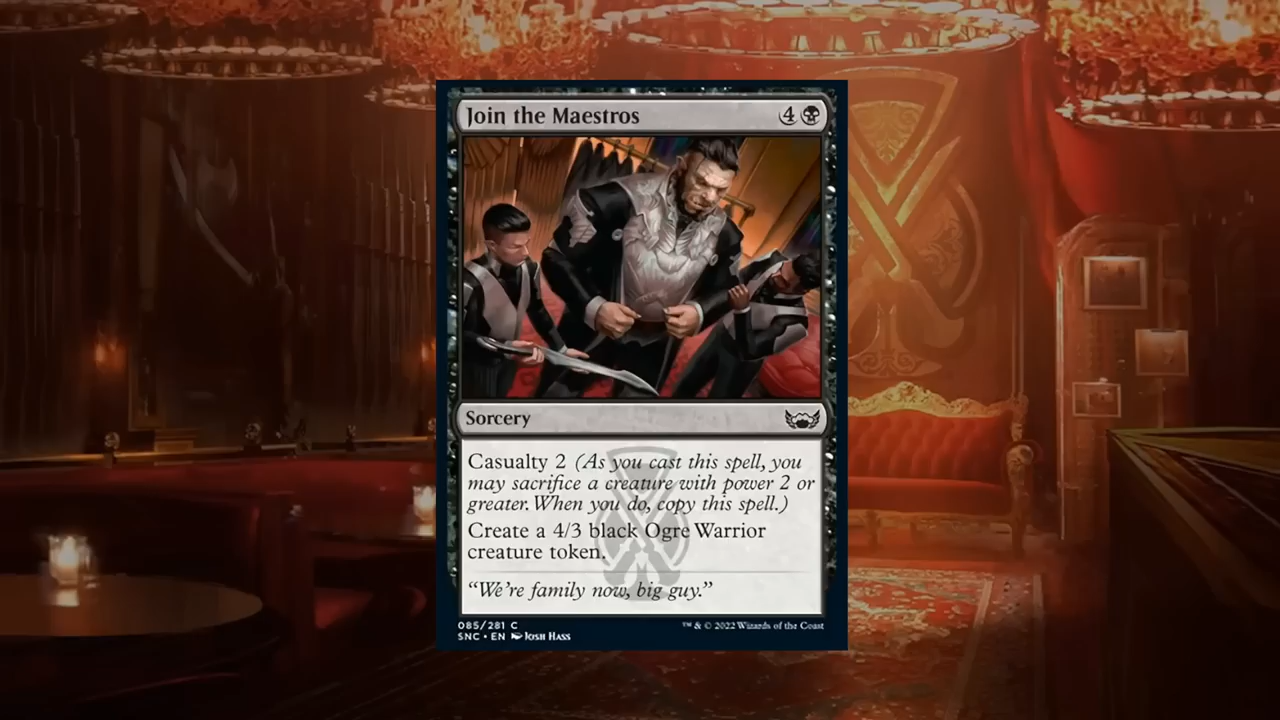 Join the Maestros 4
Sorcery
Casualty 2 (As you cast this spell, you
may sacrifice a creature with power 2 or
greater. When you do, copy this spell.)
Create a 4/3 black Ogre Warrior
creature token.
“We’re family now, big guy.”
085/281 C ™ & © 2022 Wizards of the Coast
SNC • EN Josh Hass